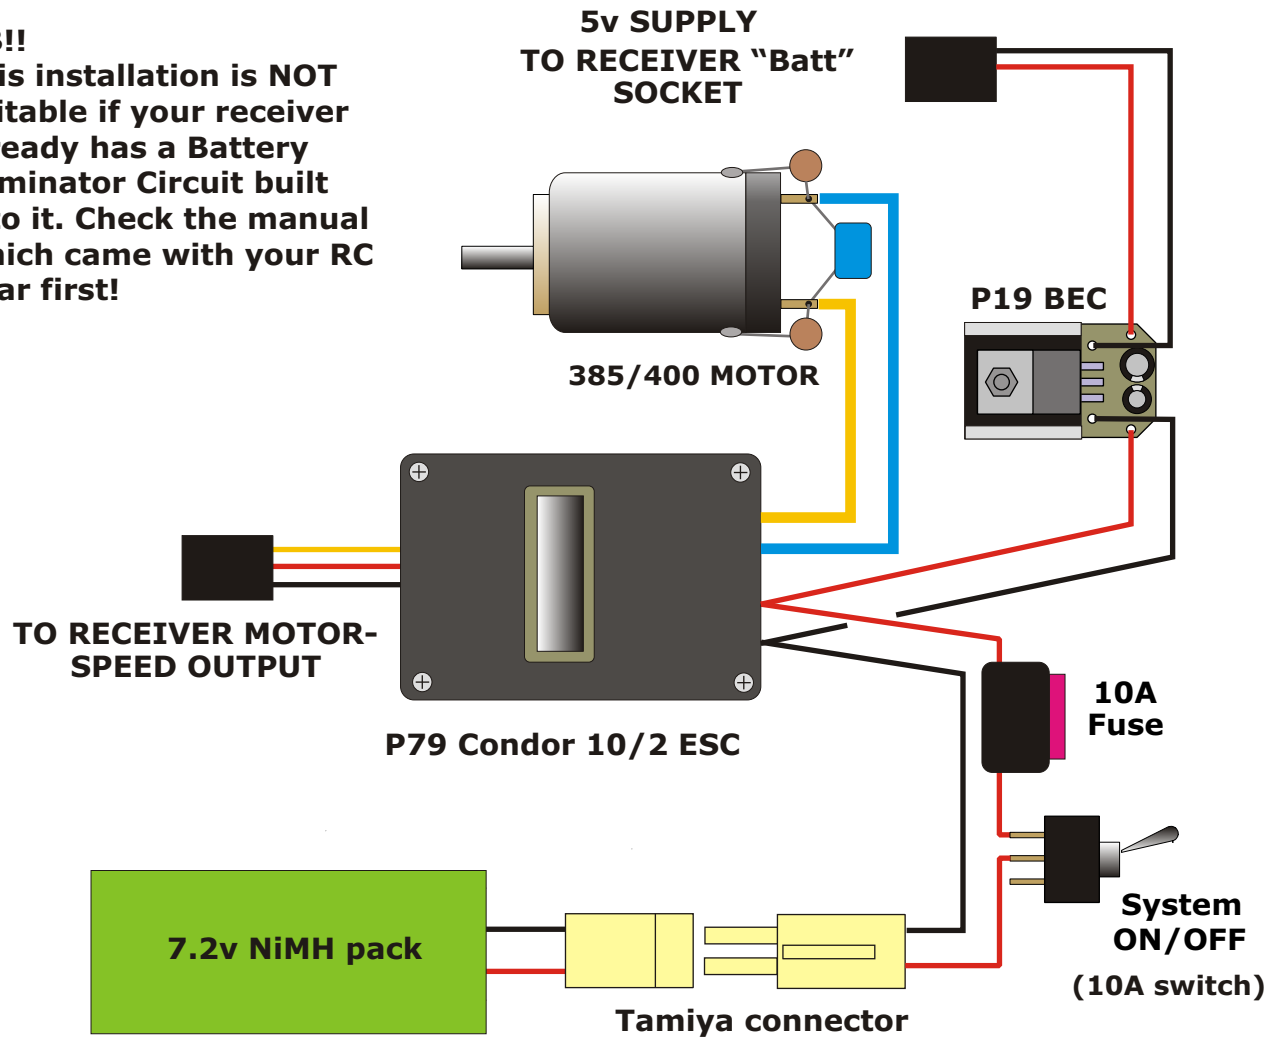 !!
is installation is NOT
itable if your receiver
ready has a Battery
minator Circuit built
to it. Check the manual
hich came with your RC
ar first!
5v SUPPLY
TO RECEIVER “Batt”
SOCKET
385/400 MOTOR
P19 BEC
TO RECEIVER MOTOR-
SPEED OUTPUT
P79 Condor 10/2 ESC
10A
Fuse
System
ON/OFF
(10A switch)
7.2v NiMH pack
Tamiya connector